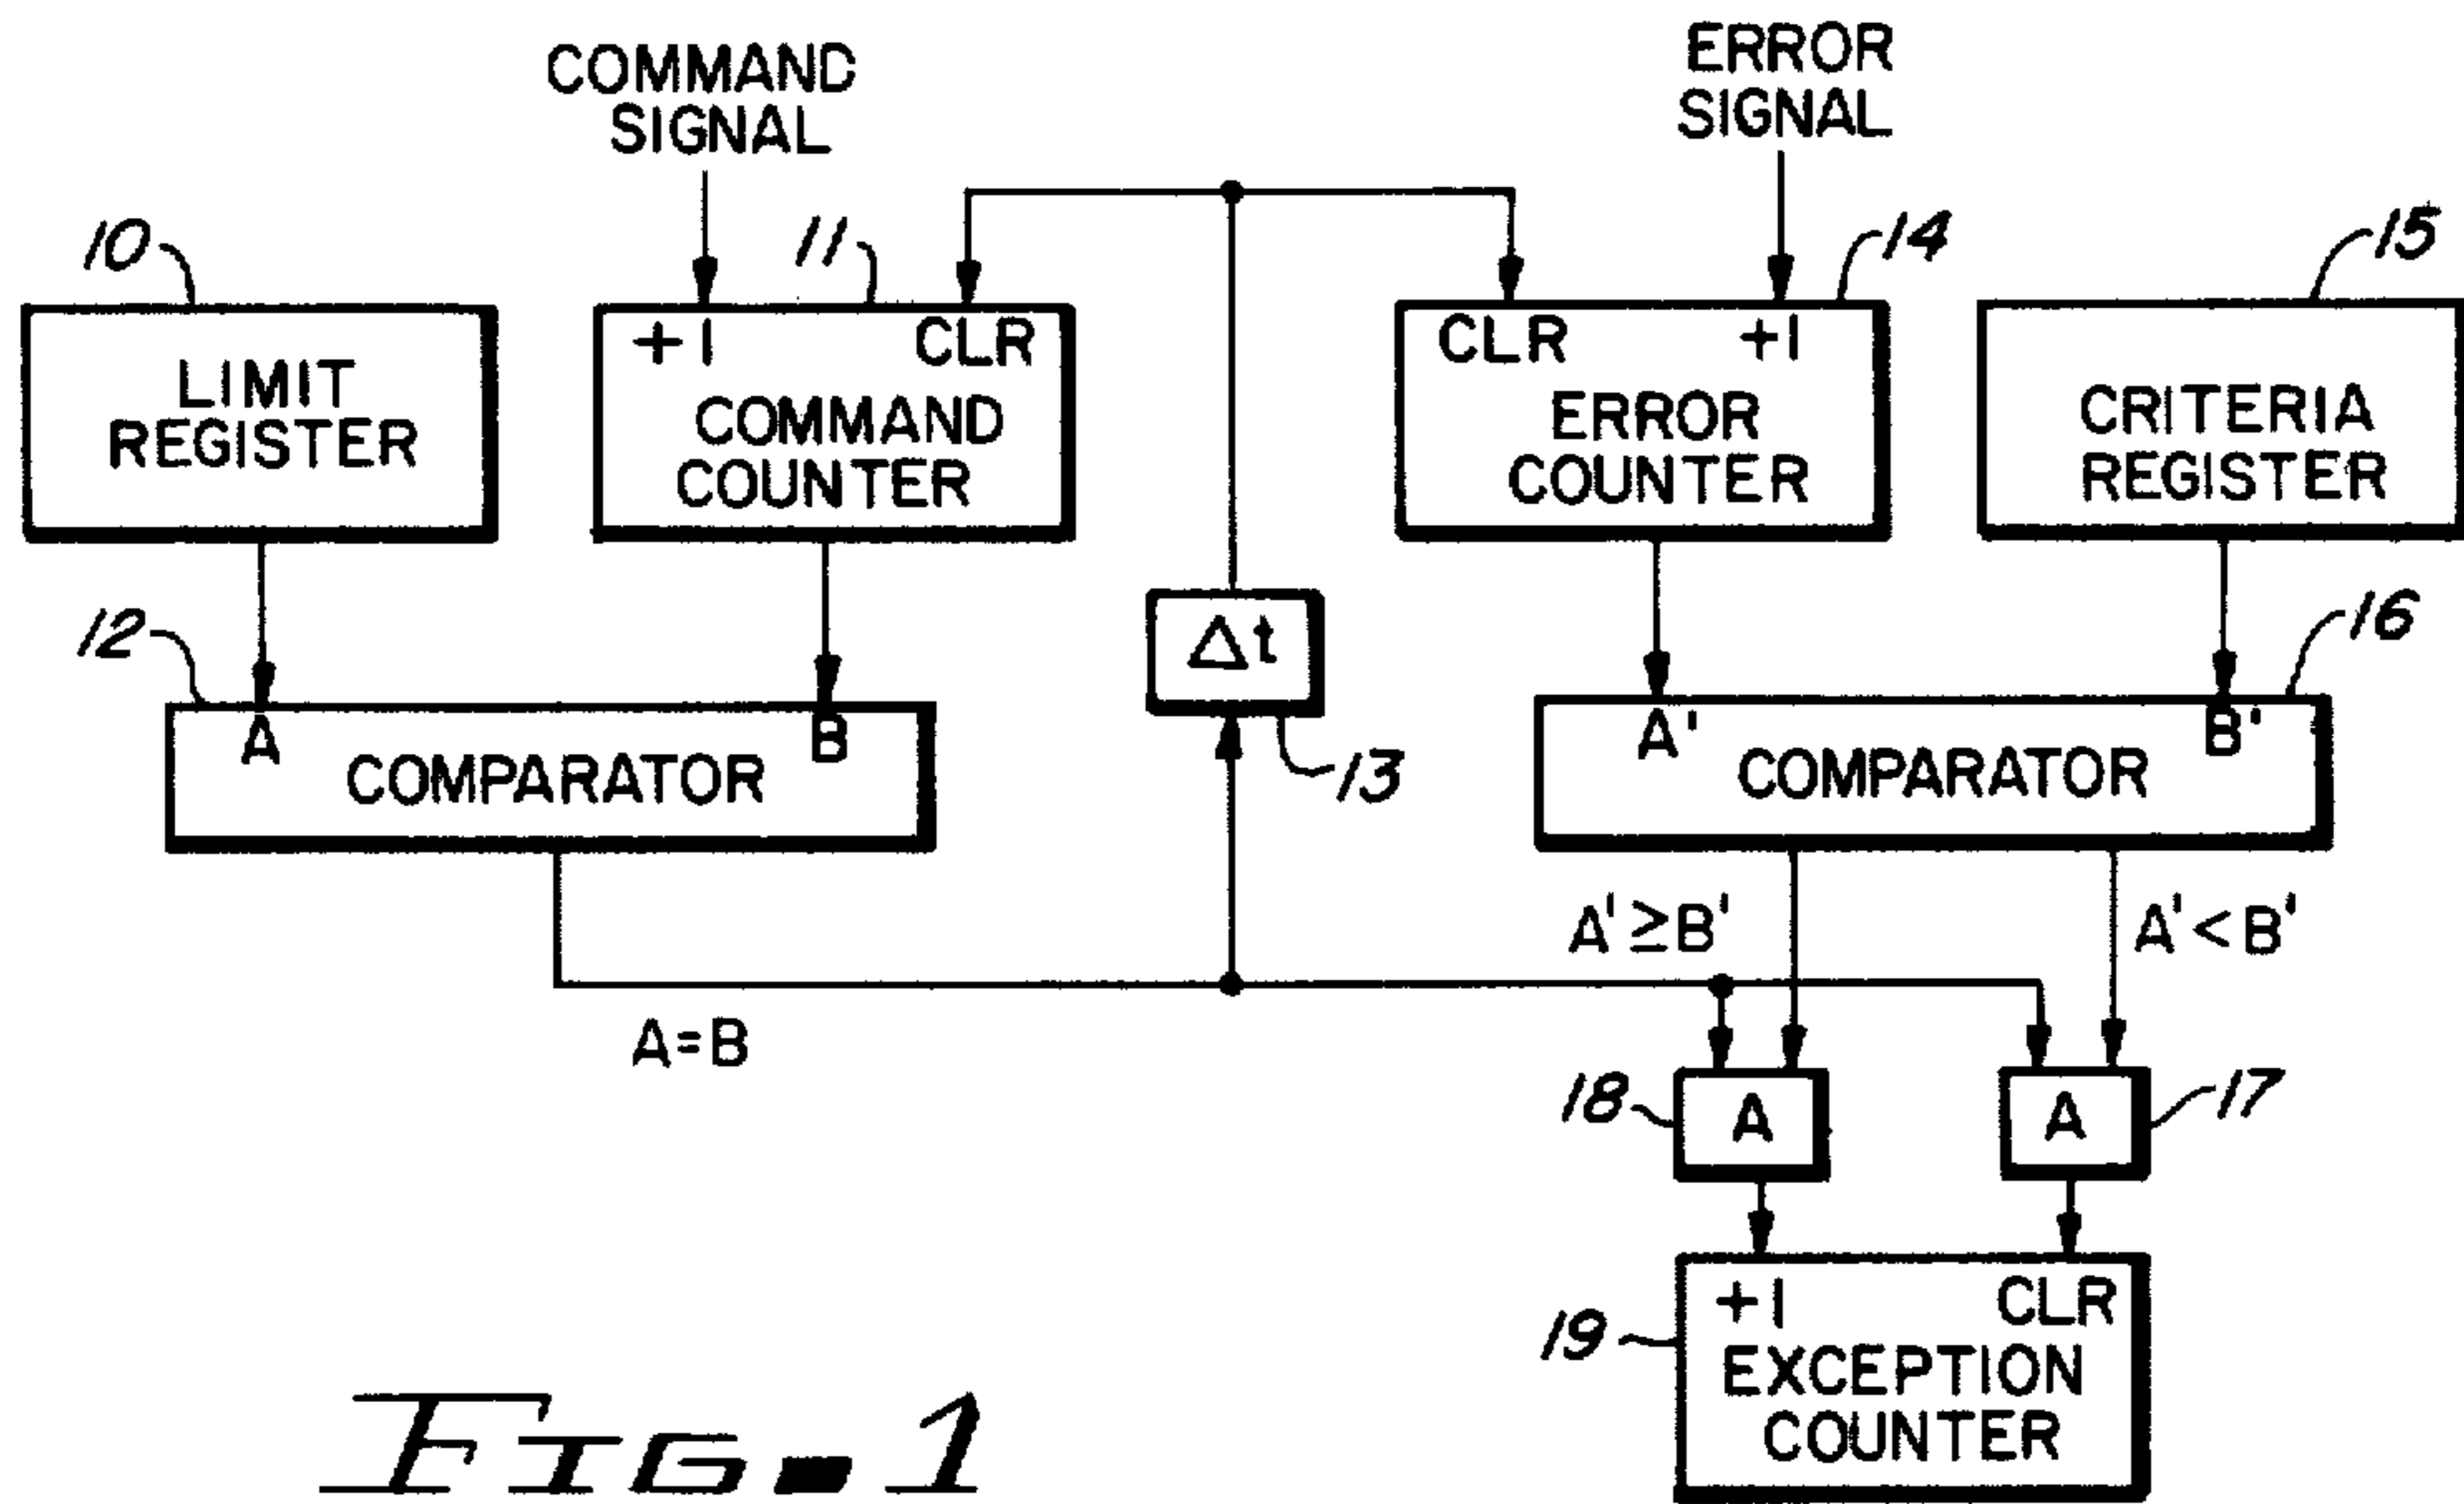 COMMAND
SIGNAL
ERROR
SIGNAL
10
11
14
15
LIMIT
REGISTER
+1 CLR
COMMAND
COUNTER
CLR +1
ERROR
COUNTER
CRITERIA
REGISTER
12
Δt
13
16
A B
COMPARATOR
A' B'
COMPARATOR
A=B
A'≥B'
A'<B'
18
A
A
17
19
+1 CLR
EXCEPTION
COUNTER
FIG-1